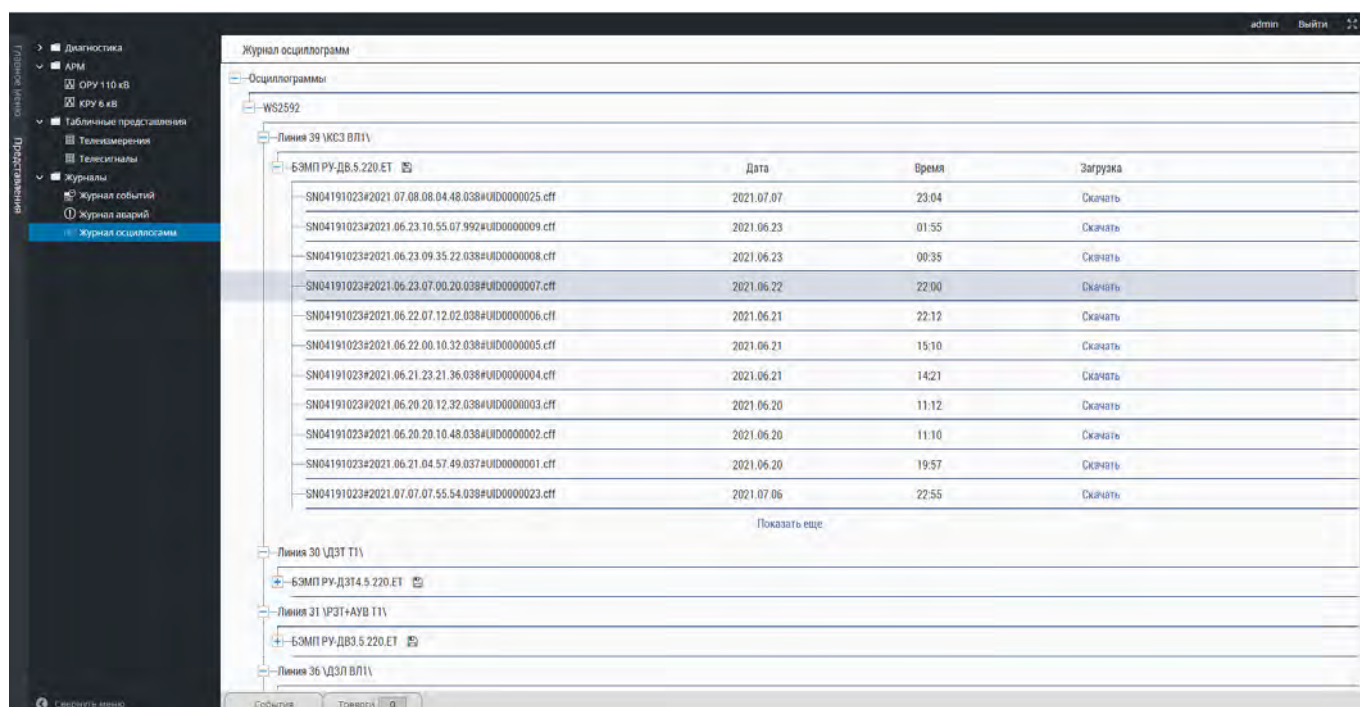 admin Выйти
Главное меню
Представления
Диагностика
АРМ
ОРУ 110 кВ
КРУ 6 кВ
Табличные представления
Телеизмерения
Телесигналы
Журналы
Журнал событий
Журнал аварий
Журнал осциллогамм
Свернуть меню
Журнал осциллограмм
Осциллограммы
WS2592
Линия 39 \КСЗ ВЛ1\
БЭМП РУ-ДВ.5.220.ET Дата Время Загрузка
SN04191023#2021.07.08.08.04.48.038#UID0000025.cff 2021.07.07 23:04 Скачать
SN04191023#2021.06.23.10.55.07.992#UID0000009.cff 2021.06.23 01:55 Скачать
SN04191023#2021.06.23.09.35.22.038#UID0000008.cff 2021.06.23 00:35 Скачать
SN04191023#2021.06.23.07.00.20.038#UID0000007.cff 2021.06.22 22:00 Скачать
SN04191023#2021.06.22.07.12.02.038#UID0000006.cff 2021.06.21 22:12 Скачать
SN04191023#2021.06.22.00.10.32.038#UID0000005.cff 2021.06.21 15:10 Скачать
SN04191023#2021.06.21.23.21.36.038#UID0000004.cff 2021.06.21 14:21 Скачать
SN04191023#2021.06.20.20.12.32.038#UID0000003.cff 2021.06.20 11:12 Скачать
SN04191023#2021.06.20.20.10.48.038#UID0000002.cff 2021.06.20 11:10 Скачать
SN04191023#2021.06.21.04.57.49.037#UID0000001.cff 2021.06.20 19:57 Скачать
SN04191023#2021.07.07.07.55.54.038#UID0000023.cff 2021.07.06 22:55 Скачать
Показать еще
Линия 30 \ДЗТ Т1\
БЭМП РУ-ДЗТ4.5.220.ET
Линия 31 \РЗТ+АУВ Т1\
БЭМП РУ-ДВ3.5.220.ET
Линия 36 \ДЗЛ ВЛ1\
События Тревоги 0